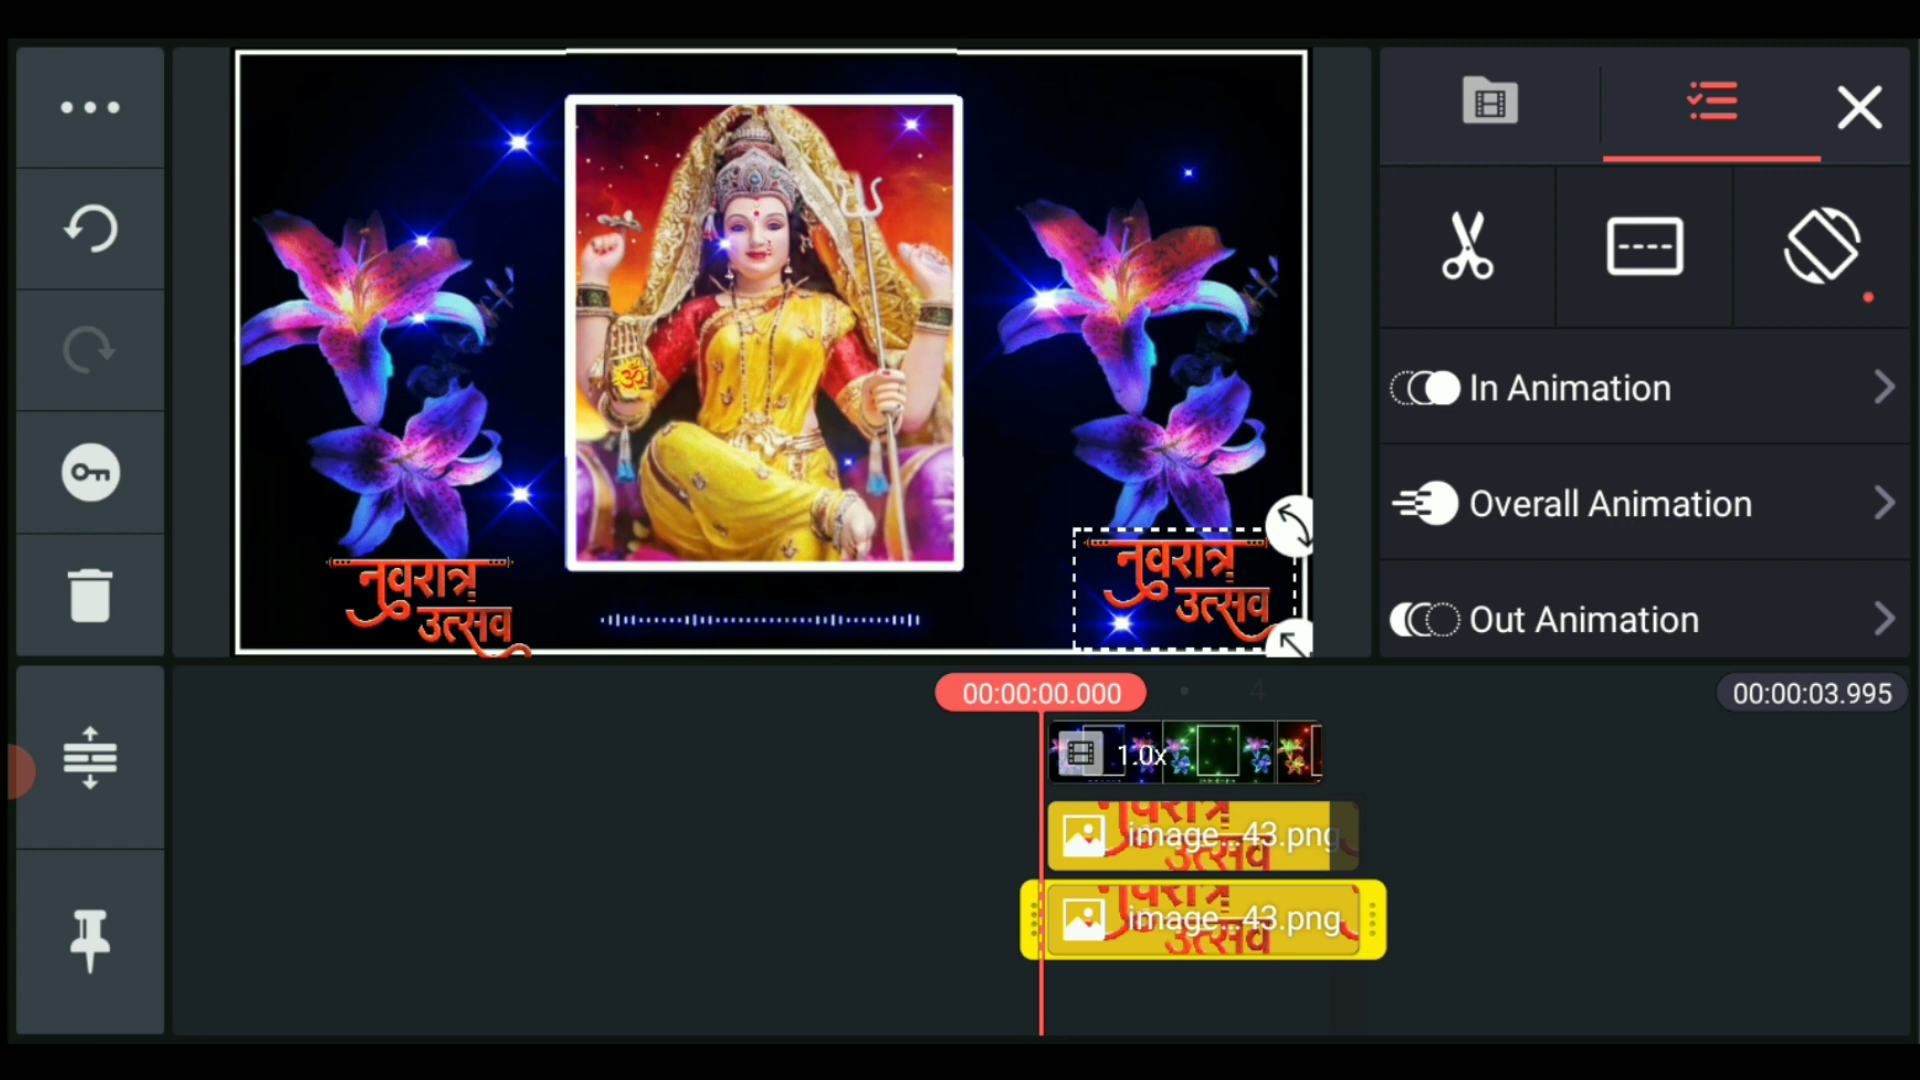 ॐ
नवरात्र
उत्सव
नवरात्र
उत्सव
In Animation
Overall Animation
Out Animation
00:00:00.000
4
00:00:03.995
1.0x
image...43.png
image...43.png